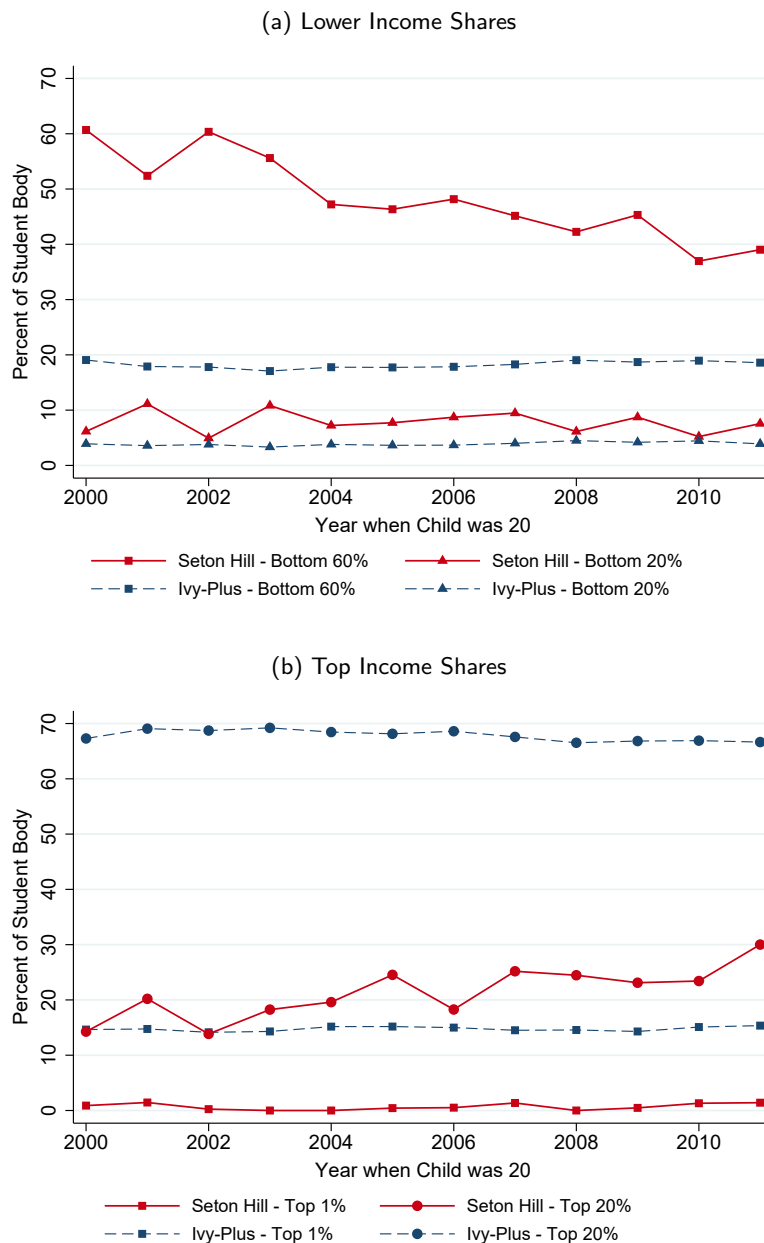 (a) Lower Income Shares
Percent of Student Body
70
60
50
40
30
20
10
0
2000 2002 2004 2006 2008 2010
Year when Child was 20
Seton Hill - Bottom 60% Seton Hill - Bottom 20%
Ivy-Plus - Bottom 60% Ivy-Plus - Bottom 20%
(b) Top Income Shares
Percent of Student Body
70
60
50
40
30
20
10
0
2000 2002 2004 2006 2008 2010
Year when Child was 20
Seton Hill - Top 1% Seton Hill - Top 20%
Ivy-Plus - Top 1% Ivy-Plus - Top 20%